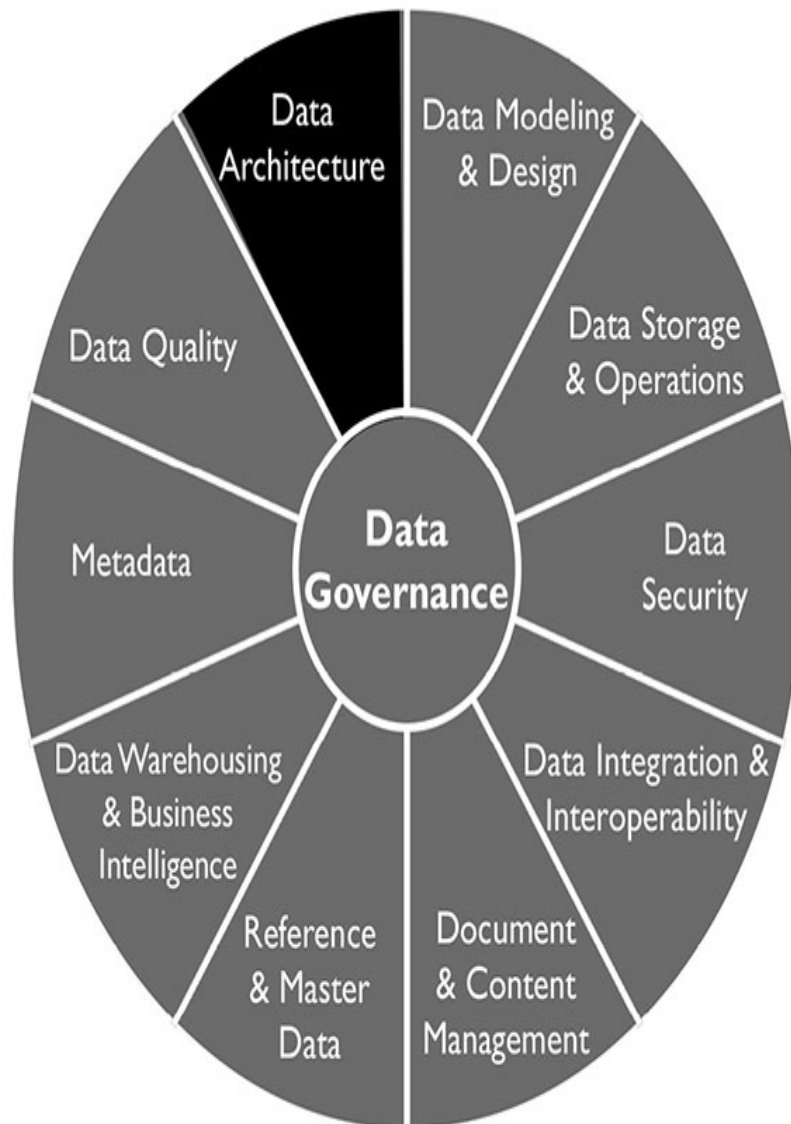 Data
Architecture
Data Modeling
& Design
Data Storage
& Operations
Data
Security
Data Integration &
Interoperability
Document
& Content
Management
Reference
& Master
Data
Data Warehousing
& Business
Intelligence
Metadata
Data Quality
Data
Governance